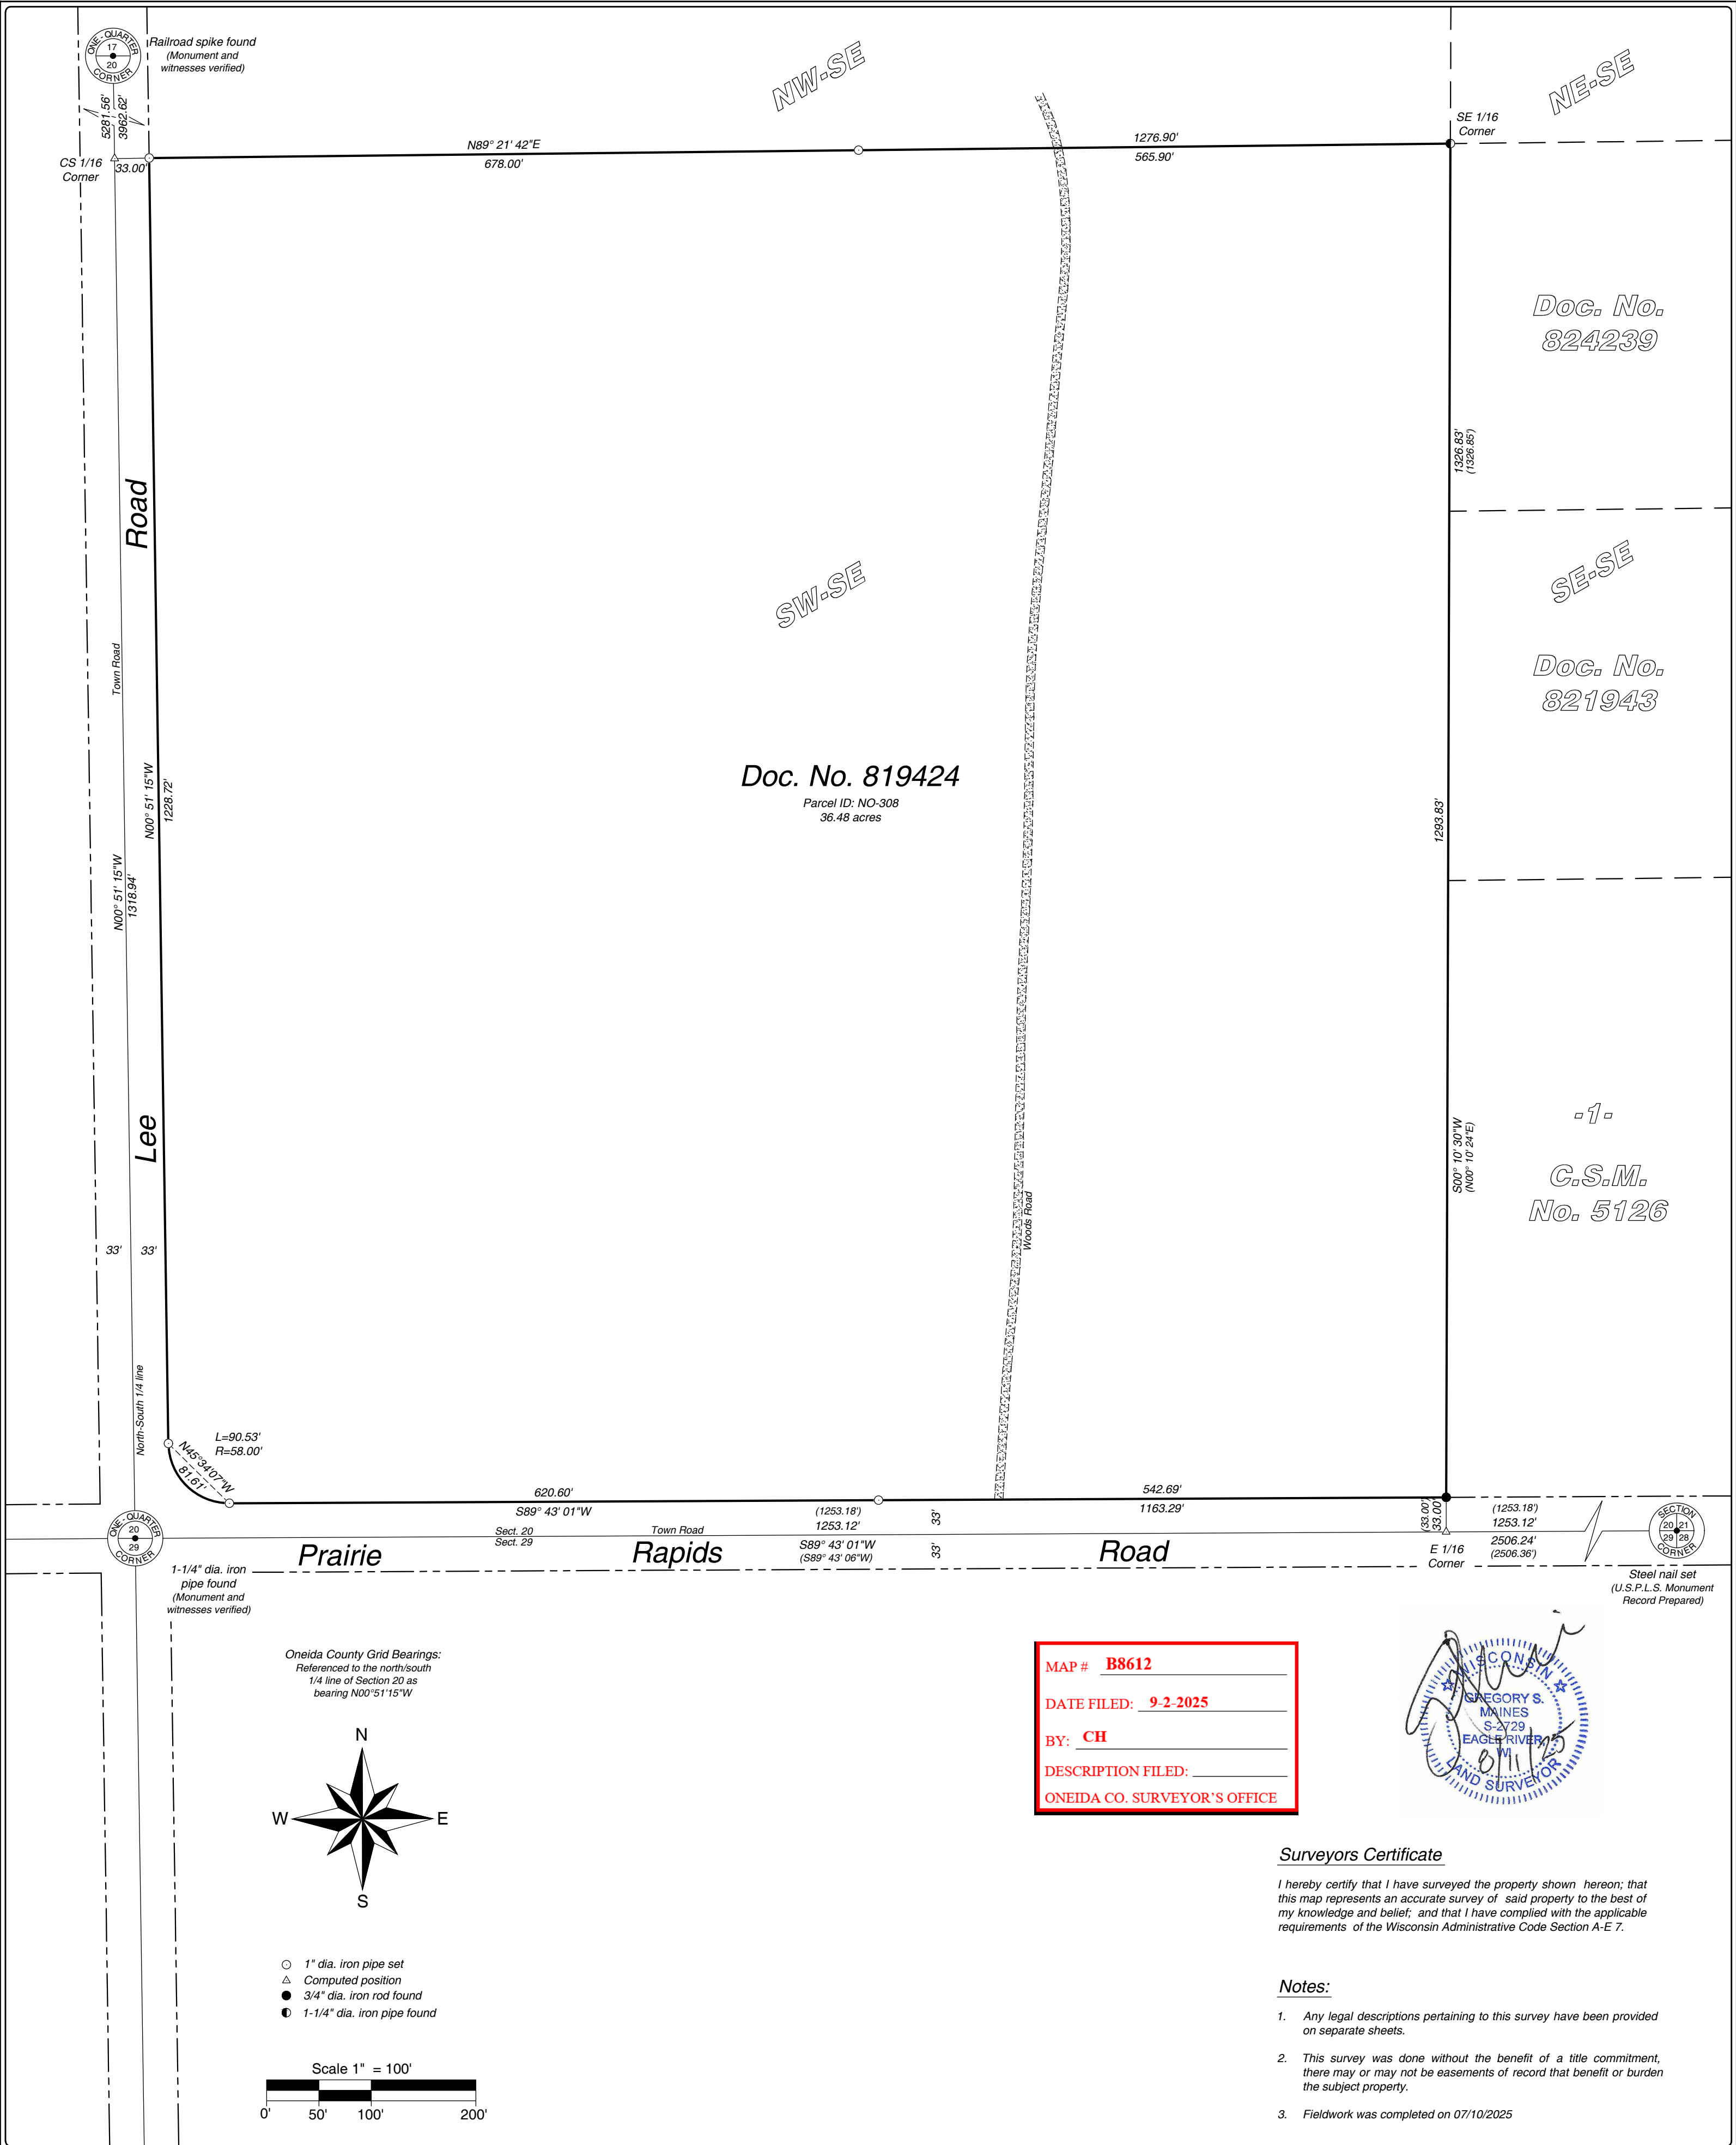 ONE-QUARTER
17
20
CORNER
Railroad spike found
(Monument and
witnesses verified)
NW-SE
NE-SE
5281.56'
3962.62'
SE 1/16
Corner
CS 1/16
Corner
33.00'
N89° 21' 42"E
678.00'
1276.90'
565.90'
Doc. No.
824239
1326.83'
(1326.85')
Road
SW-SE
SE-SE
Town Road
Doc. No.
821943
Doc. No. 819424
Parcel ID: NO-308
36.48 acres
N00° 51' 15"W
1228.72'
1293.83'
N00° 51' 15"W
1318.94'
Lee
-1-
C.S.M.
No. 5126
S00° 10' 30"W
(N00° 10' 24"E)
Woods Road
33'
33'
North-South 1/4 line
L=90.53'
R=58.00'
N45°34'07"W
81.61'
620.60'
S89° 43' 01"W
542.69'
1163.29'
(33.00')
33.00'
ONE-QUARTER
20
29
CORNER
Sect. 20
Sect. 29
Town Road
(1253.18')
1253.12'
S89° 43' 01"W
(S89° 43' 06"W)
33'
33'
Prairie Rapids Road
E 1/16
Corner
(1253.18')
1253.12'
2506.24'
(2506.36')
SECTION
20 21
29 28
CORNER
1-1/4" dia. iron
pipe found
(Monument and
witnesses verified)
Steel nail set
(U.S.P.L.S. Monument
Record Prepared)
Oneida County Grid Bearings:
Referenced to the north/south
1/4 line of Section 20 as
bearing N00°51'15"W
N
W
E
S
MAP # B8612
DATE FILED: 9-2-2025
BY: CH
DESCRIPTION FILED:
ONEIDA CO. SURVEYOR'S OFFICE
WISCONSIN
GREGORY S.
MAINES
S-2729
EAGLE RIVER,
WI.
LAND SURVEYOR
8/11/25
Surveyors Certificate
I hereby certify that I have surveyed the property shown hereon; that
this map represents an accurate survey of said property to the best of
my knowledge and belief; and that I have complied with the applicable
requirements of the Wisconsin Administrative Code Section A-E 7.
1" dia. iron pipe set
Computed position
3/4" dia. iron rod found
1-1/4" dia. iron pipe found
Notes:
1. Any legal descriptions pertaining to this survey have been provided
on separate sheets.
2. This survey was done without the benefit of a title commitment,
there may or may not be easements of record that benefit or burden
the subject property.
3. Fieldwork was completed on 07/10/2025
Scale 1" = 100'
0' 50' 100' 200'